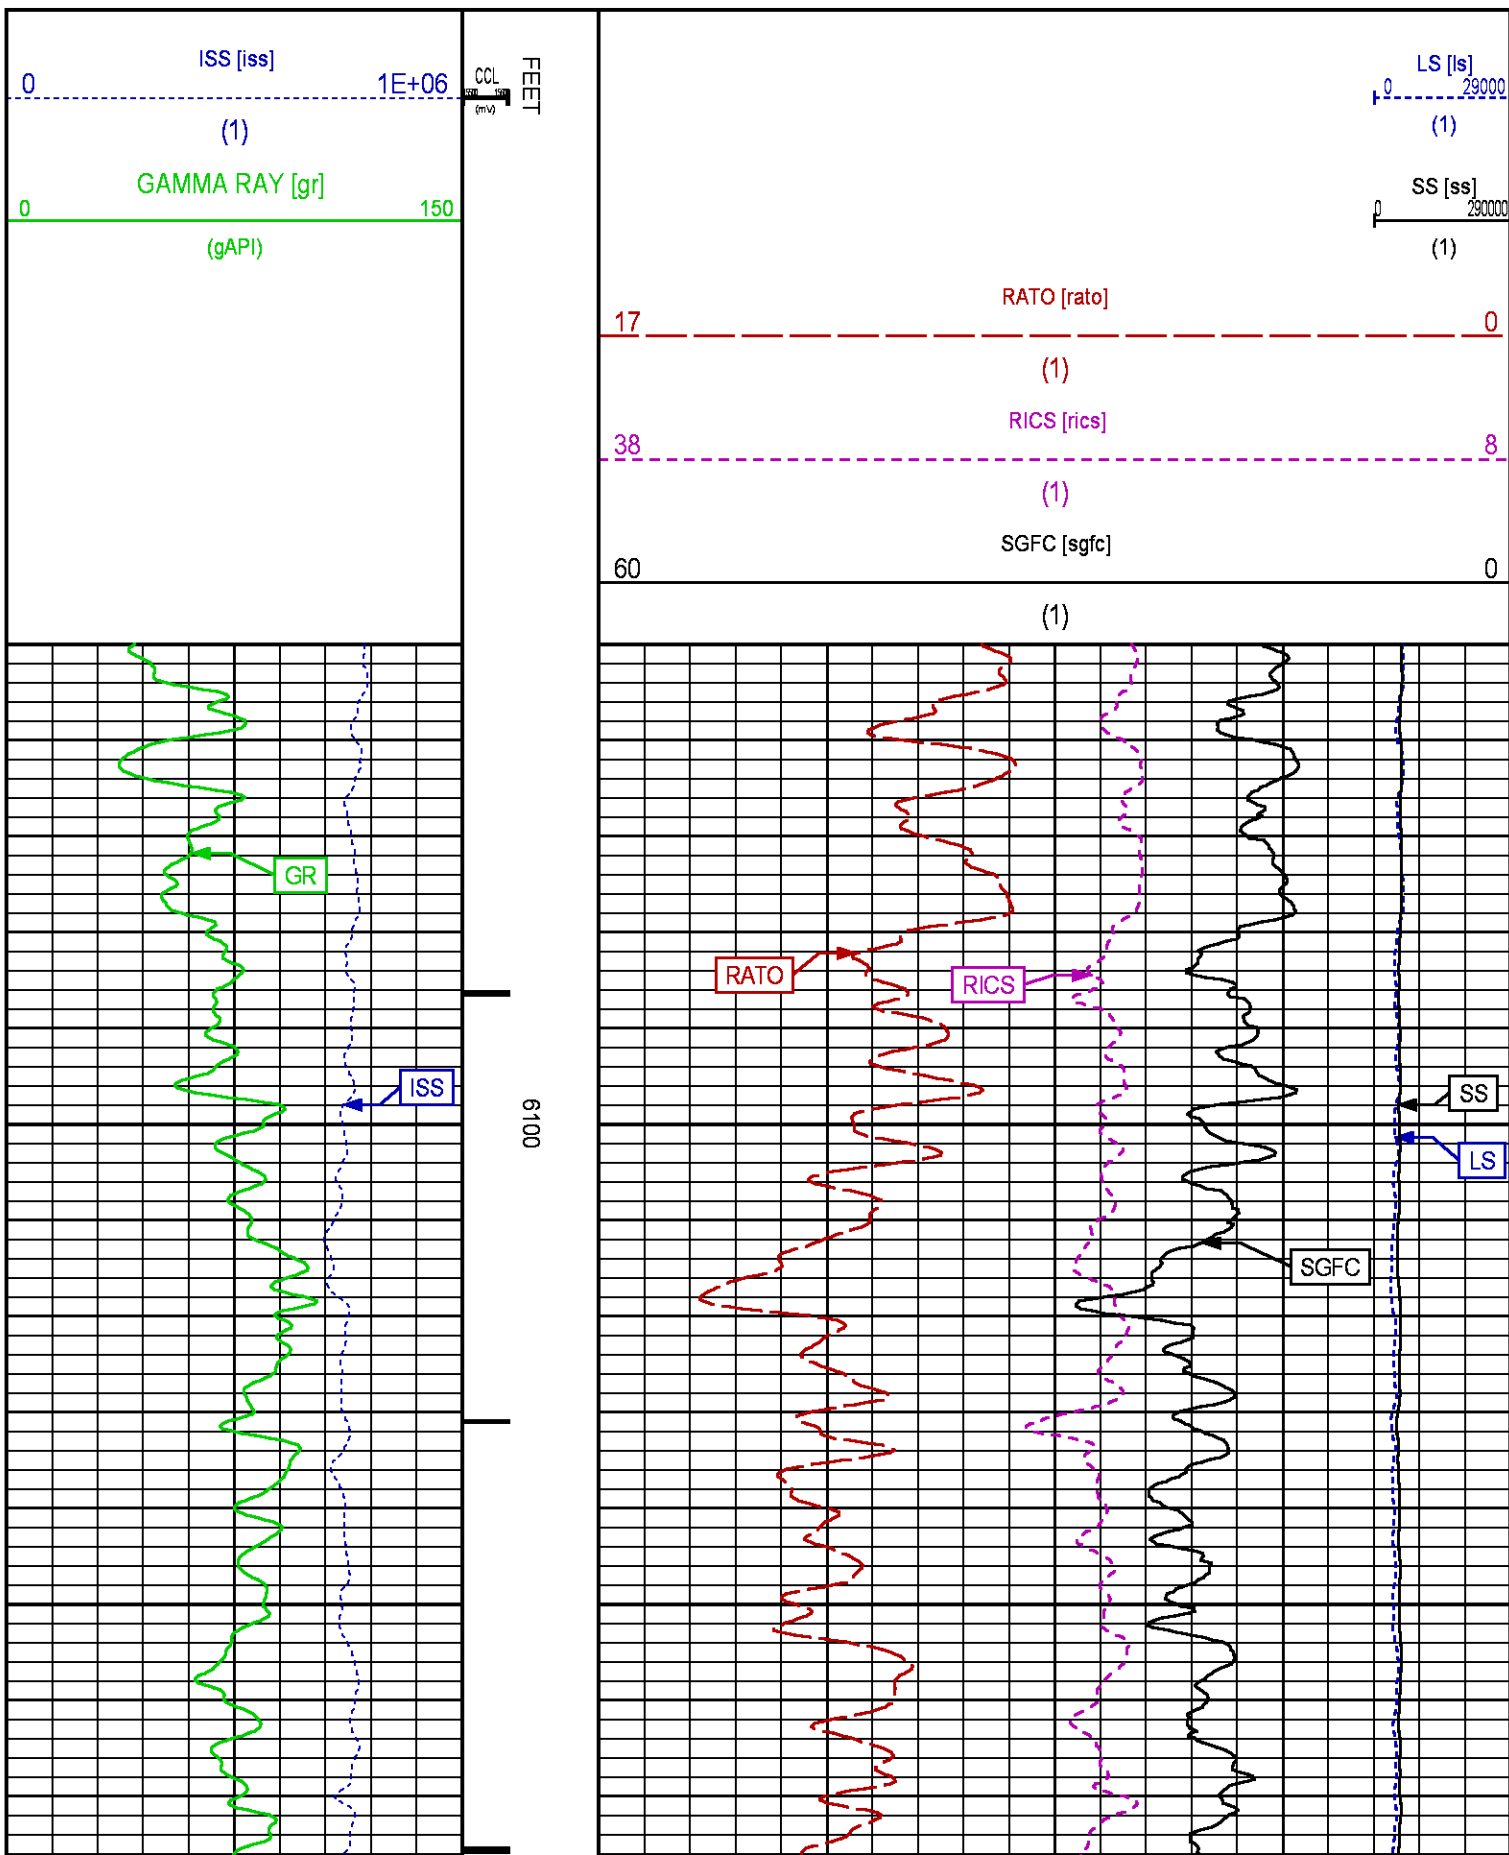 ISS [iss]
0 1E+06
(1)
GAMMA RAY [gr]
0 150
(gAPI)
CCL
(mV)
FEET
LS [ls]
0 29000
(1)
SS [ss]
0 290000
(1)
RATO [rato]
17 0
(1)
RICS [rics]
38 8
(1)
SGFC [sgfc]
60 0
(1)
GR
RATO
RICS
ISS
SS
6100
LS
SGFC